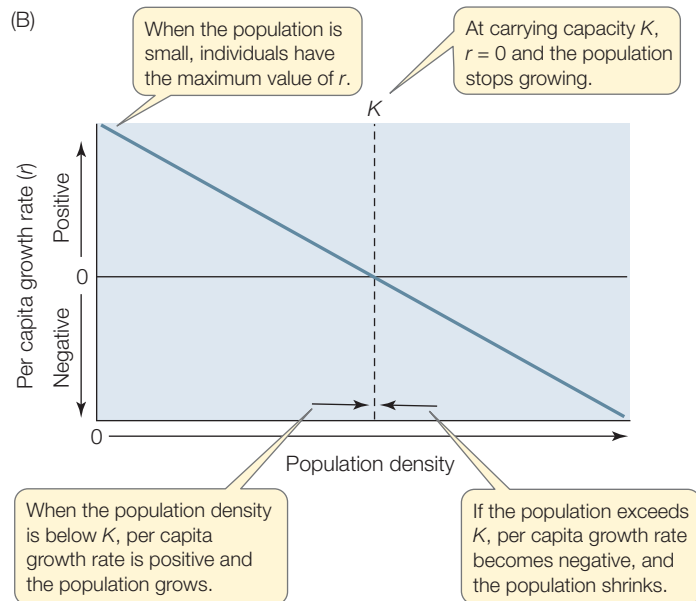 (B)
When the population is
small, individuals have
the maximum value of r.
At carrying capacity K,
r = 0 and the population
stops growing.
K
Per capita growth rate (r)
Positive
0
Negative
0
Population density
When the population density
is below K, per capita
growth rate is positive and
the population grows.
If the population exceeds
K, per capita growth rate
becomes negative, and
the population shrinks.